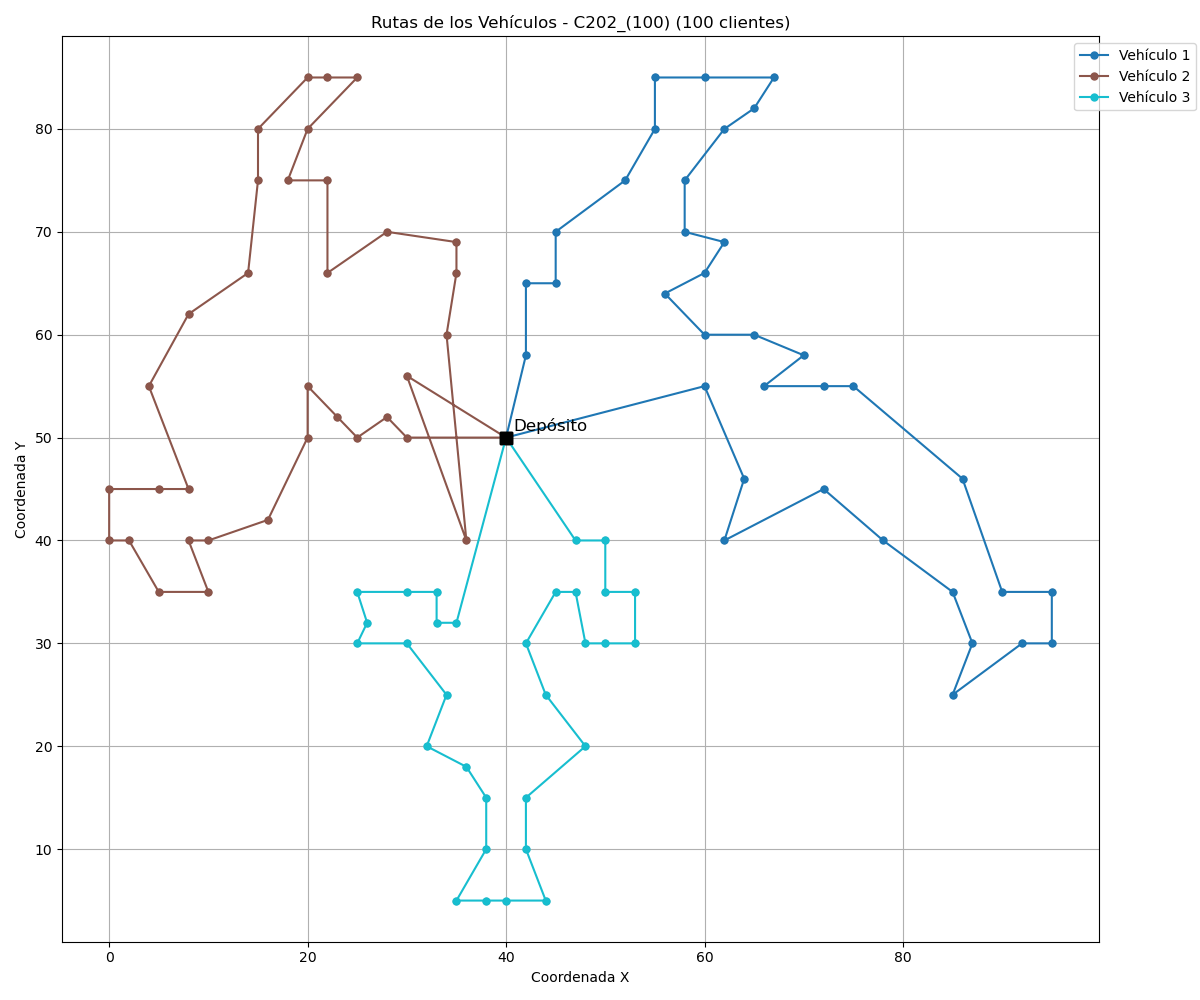 Rutas de los Vehículos - C202_(100) (100 clientes)
Vehículo 1
Vehículo 2
Vehículo 3
80
70
60
Depósito
50
40
30
20
10
Coordenada Y
0
20
40
60
80
Coordenada X